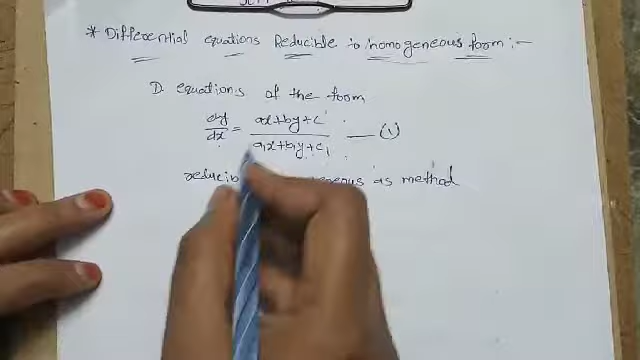 * Differential equations Reducible to homogeneous form :-
D. equations of the form
dy/dx = ax+by+c / a₁x+b₁y+c₁ —— (1)
as method